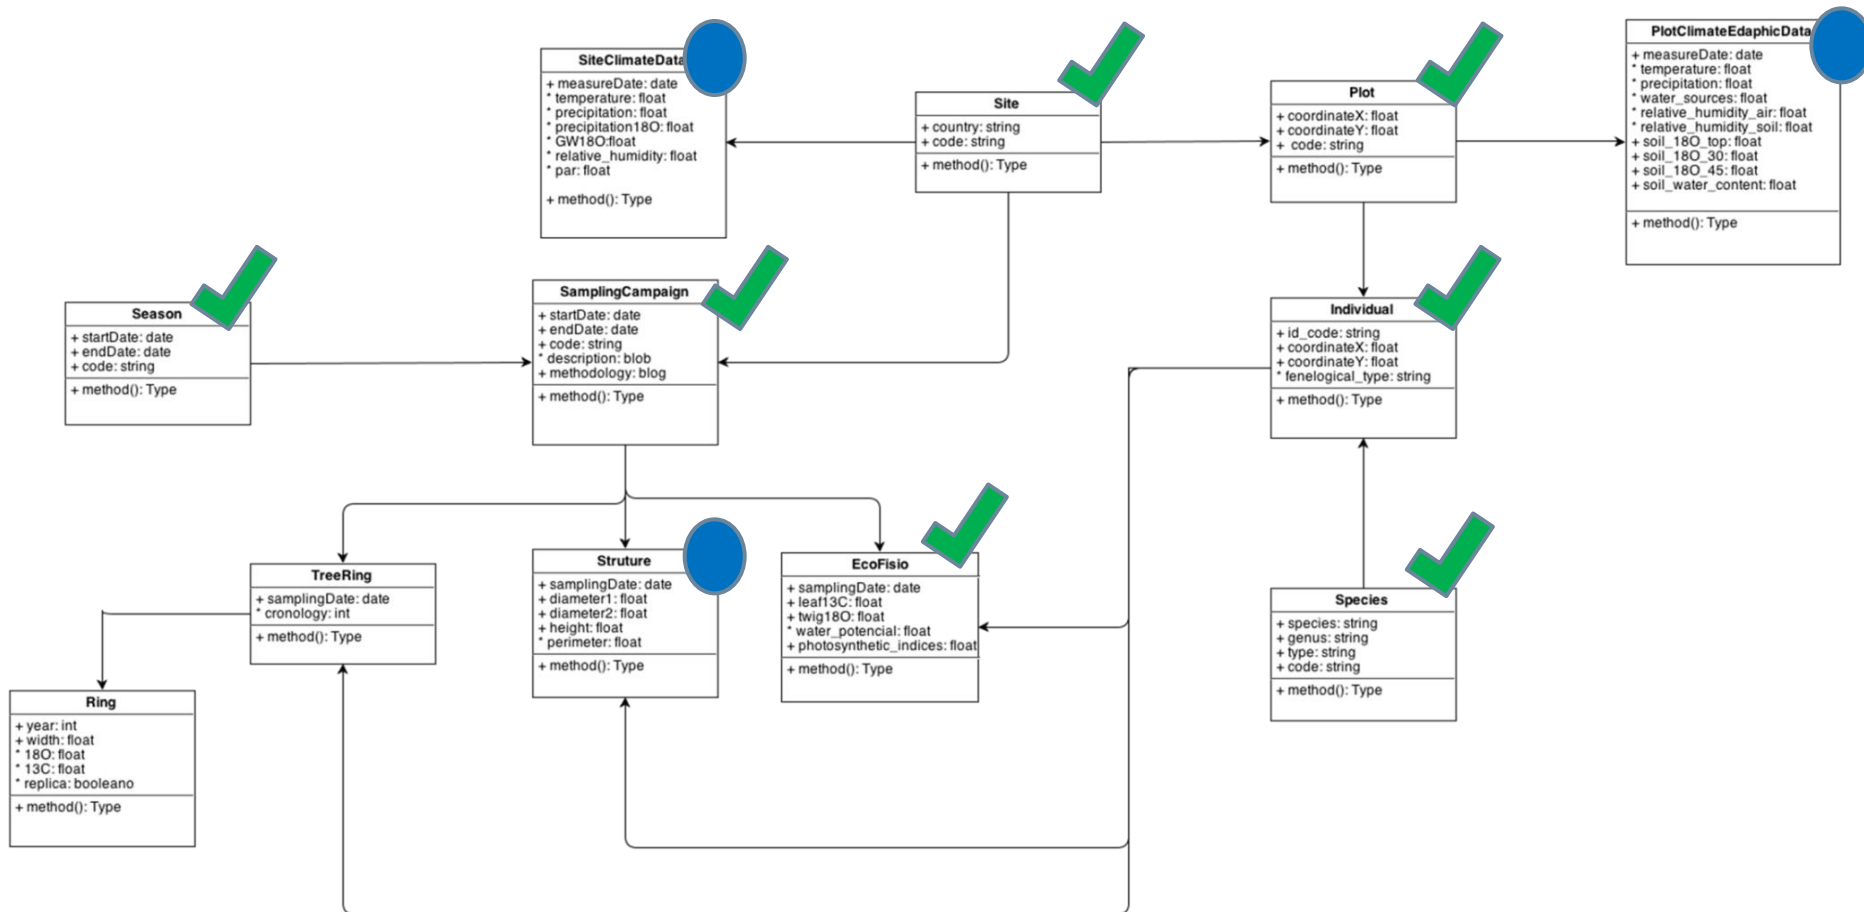 SiteClimateData
+ measureDate: date
* temperature: float
* precipitation: float
* precipitation18O: float
* GW18O:float
* relative_humidity: float
* par: float
+ method(): Type
Site
+ country: string
+ code: string
+ method(): Type
Plot
+ coordinateX: float
+ coordinateY: float
+ code: string
+ method(): Type
PlotClimateEdaphicData
+ measureDate: date
* temperature: float
* precipitation: float
* water_sources: float
* relative_humidity_air: float
* relative_humidity_soil: float
+ soil_18O_top: float
+ soil_18O_30: float
+ soil_18O_45: float
+ soil_water_content: float
+ method(): Type
Season
+ startDate: date
+ endDate: date
+ code: string
+ method(): Type
SamplingCampaign
+ startDate: date
+ endDate: date
+ code: string
* description: blob
+ methodology: blog
+ method(): Type
Individual
+ id_code: string
+ coordinateX: float
+ coordinateY: float
* fenelogical_type: string
+ method(): Type
TreeRing
+ samplingDate: date
* cronology: int
+ method(): Type
Struture
+ samplingDate: date
+ diameter1: float
+ diameter2: float
+ height: float
* perimeter: float
+ method(): Type
EcoFisio
+ samplingDate: date
+ leaf13C: float
+ twig18O: float
* water_potencial: float
+ photosynthetic_indices: float
+ method(): Type
Species
+ species: string
+ genus: string
+ type: string
+ code: string
+ method(): Type
Ring
+ year: int
+ width: float
* 18O: float
* 13C: float
* replica: booleano
+ method(): Type